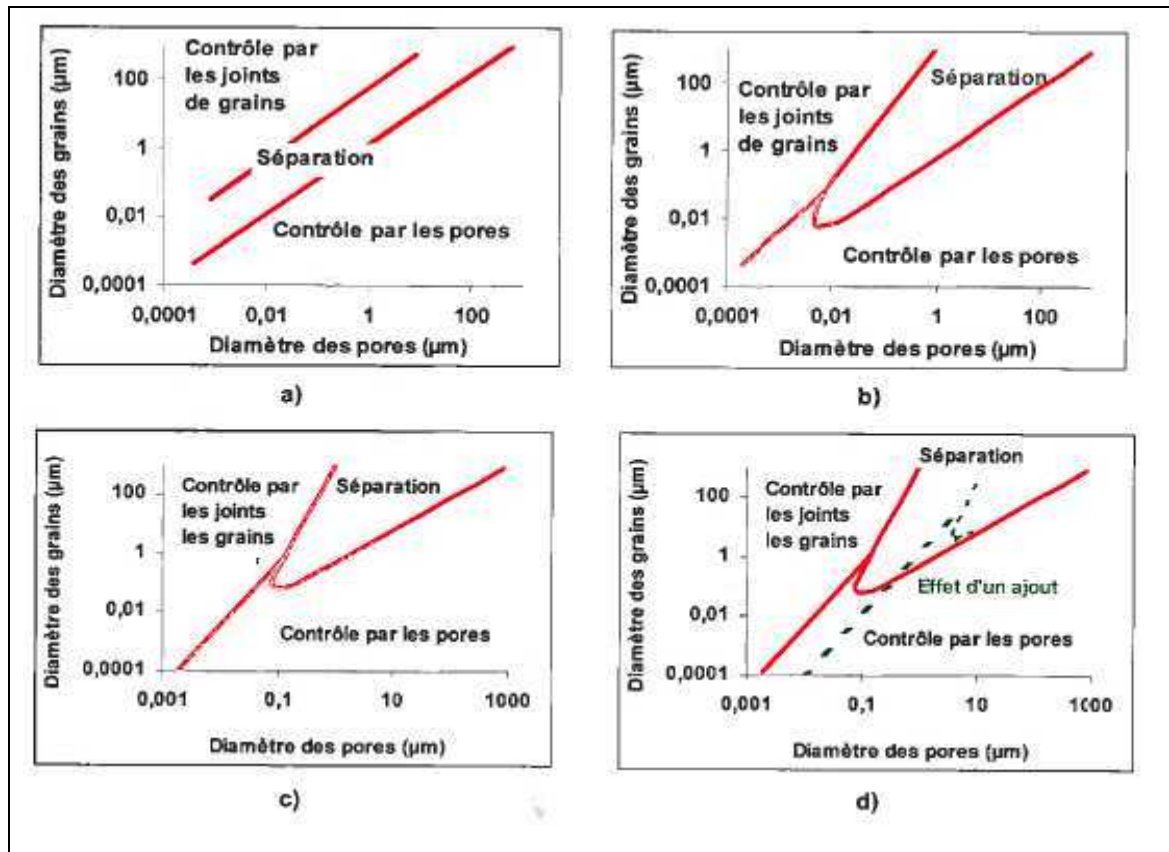 Diamètre des grains (µm)
100
1
0,01
0,0001
Contrôle par
les joints
de grains
Séparation
Contrôle par les pores
0,0001 0,01 1 100
Diamètre des pores (µm)
a)
Diamètre des grains (µm)
100
1
0,01
0,0001
Contrôle par
les joints
de grains
Séparation
Contrôle par les pores
0,0001 0,01 1 100
Diamètre des pores (µm)
b)
Diamètre des grains (µm)
100
1
0,01
0,0001
Contrôle par
les joints
les grains
Séparation
Contrôle par les pores
0,001 0,1 10 1000
Diamètre des pores (µm)
c)
Diamètre des grains (µm)
100
1
0,01
0,0001
Séparation
Contrôle par
les joints
les grains
Effet d'un ajout
Contrôle par les pores
0,001 0,1 10 1000
Diamètre des pores (µm)
d)